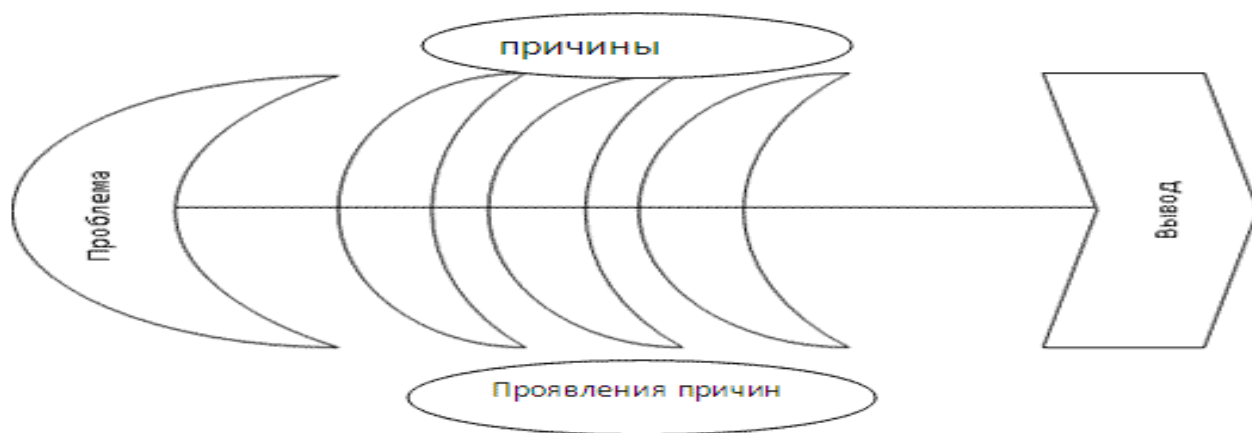 причины
Проблема
Вывод
Проявления причин